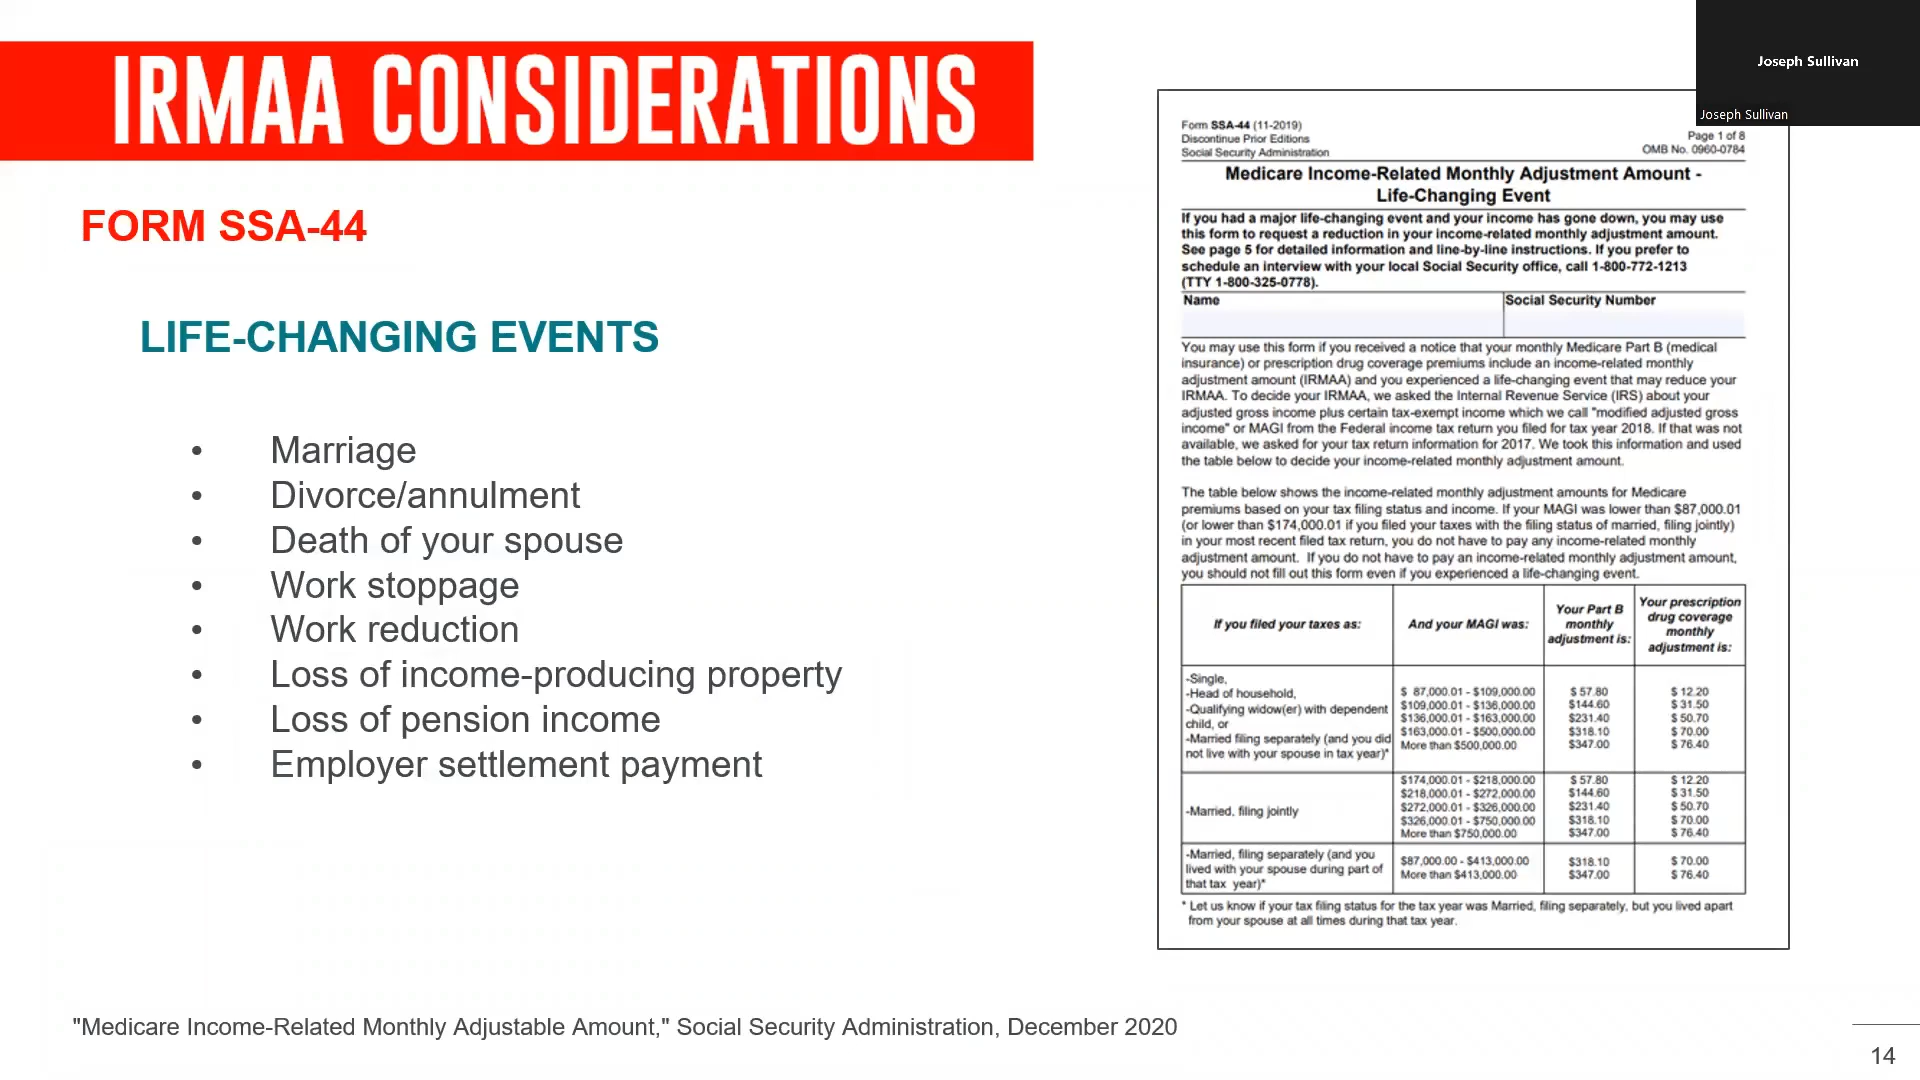 IRMAA CONSIDERATIONS
FORM SSA-44
LIFE-CHANGING EVENTS
• Marriage
• Divorce/annulment
• Death of your spouse
• Work stoppage
• Work reduction
• Loss of income-producing property
• Loss of pension income
• Employer settlement payment
"Medicare Income-Related Monthly Adjustable Amount," Social Security Administration, December 2020
Joseph Sullivan
Joseph Sullivan
Form SSA-44 (11-2019)
Discontinue Prior Editions
Social Security Administration
Page 1 of 8
OMB No. 0960-0784
Medicare Income-Related Monthly Adjustment Amount -
Life-Changing Event
If you had a major life-changing event and your income has gone down, you may use
this form to request a reduction in your income-related monthly adjustment amount.
See page 5 for detailed information and line-by-line instructions. If you prefer to
schedule an interview with your local Social Security office, call 1-800-772-1213
(TTY 1-800-325-0778).
Name
Social Security Number
You may use this form if you received a notice that your monthly Medicare Part B (medical
insurance) or prescription drug coverage premiums include an income-related monthly
adjustment amount (IRMAA) and you experienced a life-changing event that may reduce your
IRMAA. To decide your IRMAA, we asked the Internal Revenue Service (IRS) about your
adjusted gross income plus certain tax-exempt income which we call "modified adjusted gross
income" or MAGI from the Federal income tax return you filed for tax year 2018. If that was not
available, we asked for your tax return information for 2017. We took this information and used
the table below to decide your income-related monthly adjustment amount.
The table below shows the income-related monthly adjustment amounts for Medicare
premiums based on your tax filing status and income. If your MAGI was lower than $87,000.01
(or lower than $174,000.01 if you filed your taxes with the filing status of married, filing jointly)
in your most recent filed tax return, you do not have to pay any income-related monthly
adjustment amount. If you do not have to pay an income-related monthly adjustment amount,
you should not fill out this form even if you experienced a life-changing event.
If you filed your taxes as:
And your MAGI was:
Your Part B
monthly
adjustment is:
Your prescription
drug coverage
monthly
adjustment is:
-Single,
-Head of household,
-Qualifying widow(er) with dependent
child, or
-Married filing separately (and you did
not live with your spouse in tax year)*
$ 87,000.01 - $109,000.00 $ 57.80 $ 12.20
$109,000.01 - $136,000.00 $144.60 $ 31.50
$136,000.01 - $163,000.00 $231.40 $ 50.70
$163,000.01 - $500,000.00 $318.10 $ 70.00
More than $500,000.00 $347.00 $ 76.40
-Married, filing jointly
$174,000.01 - $218,000.00 $ 57.80 $ 12.20
$218,000.01 - $272,000.00 $144.60 $ 31.50
$272,000.01 - $326,000.00 $231.40 $ 50.70
$326,000.01 - $750,000.00 $318.10 $ 70.00
More than $750,000.00 $347.00 $ 76.40
-Married, filing separately (and you
lived with your spouse during part of
that tax year)*
$87,000.00 - $413,000.00 $318.10 $ 70.00
More than $413,000.00 $347.00 $ 76.40
* Let us know if your tax filing status for the tax year was Married, filing separately, but you lived apart
from your spouse at all times during that tax year.
14